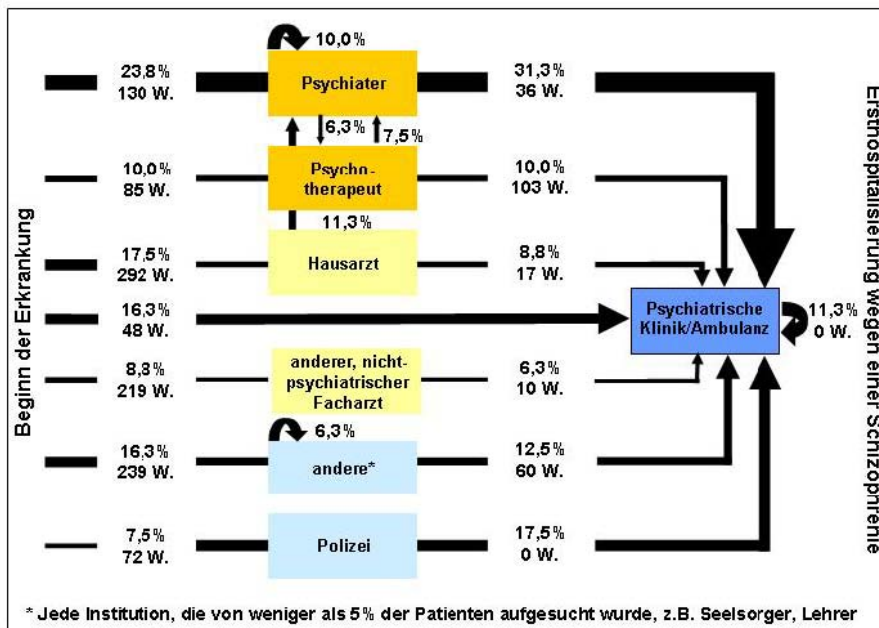 Beginn der Erkrankung
10,0%
23,8%
130 W.
Psychiater
31,3%
36 W.
6,3%
7,5%
10,0%
85 W.
Psycho-
therapeut
10,0%
103 W.
11,3%
17,5%
292 W.
Hausarzt
8,8%
17 W.
16,3%
48 W.
Psychiatrische
Klinik/Ambulanz
11,3%
0 W.
8,8%
219 W.
anderer, nicht-
psychiatrischer
Facharzt
6,3%
10 W.
6,3%
16,3%
239 W.
andere*
12,5%
60 W.
7,5%
72 W.
Polizei
17,5%
0 W.
Ersthospitalisierung wegen einer Schizophrenie
* Jede Institution, die von weniger als 5% der Patienten aufgesucht wurde, z.B. Seelsorger, Lehrer